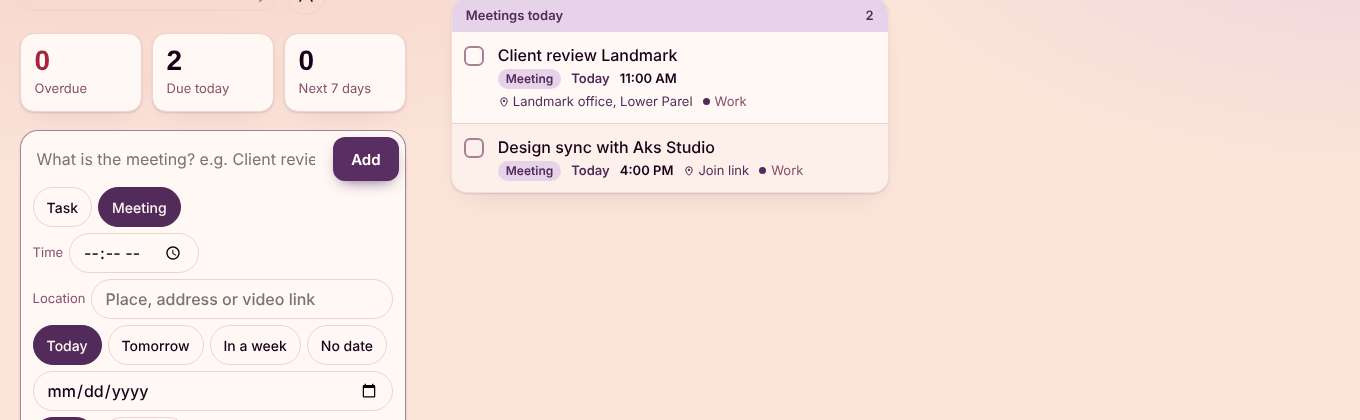 0
Overdue
2
Due today
0
Next 7 days
What is the meeting? e.g. Client revie
Add
Task
Meeting
Time --:-- --
Location Place, address or video link
Today
Tomorrow
In a week
No date
mm/dd/yyyy
Meetings today 2
Client review Landmark
Meeting Today 11:00 AM
Landmark office, Lower Parel Work
Design sync with Aks Studio
Meeting Today 4:00 PM Join link Work